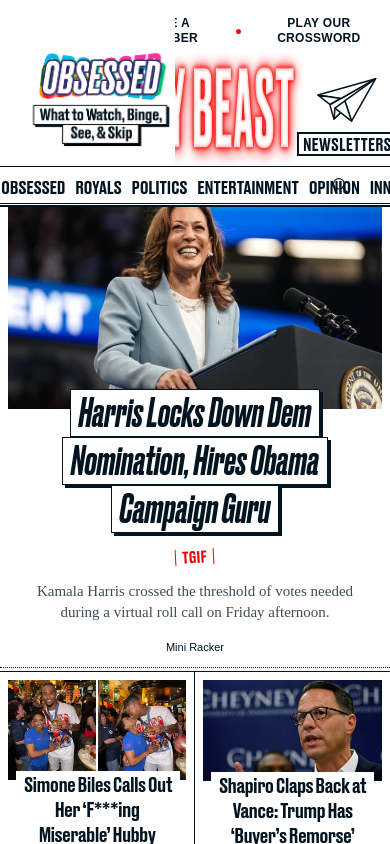 E A
BER
PLAY OUR
CROSSWORD
OBSESSED
What to Watch, Binge,
See, & Skip
Y BEAST
NEWSLETTERS
OBSESSED ROYALS POLITICS ENTERTAINMENT OPINION INN
ENT
Harris Locks Down Dem
Nomination, Hires Obama
Campaign Guru
TGIF
Kamala Harris crossed the threshold of votes needed
during a virtual roll call on Friday afternoon.
Mini Racker
CHEYNEY
Simone Biles Calls Out
Her ‘F***ing
Miserable’ Hubby
Shapiro Claps Back at
Vance: Trump Has
‘Buyer’s Remorse’